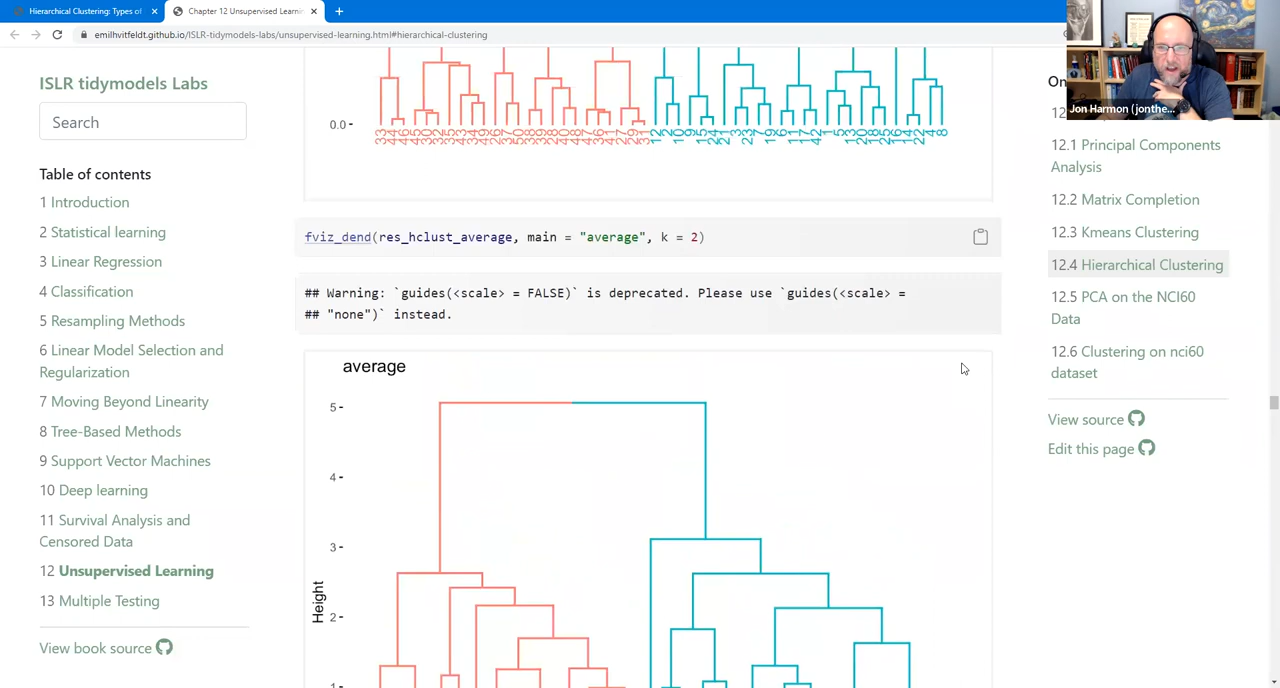 Hierarchical Clustering: Types of
Chapter 12 Unsupervised Learnin
emilhvitfeldt.github.io/ISLR-tidymodels-labs/unsupervised-learning.html#hierarchical-clustering
Jon Harmon (jonthe...
ISLR tidymodels Labs
Search
Table of contents
1 Introduction
2 Statistical learning
3 Linear Regression
4 Classification
5 Resampling Methods
6 Linear Model Selection and
Regularization
7 Moving Beyond Linearity
8 Tree-Based Methods
9 Support Vector Machines
10 Deep learning
11 Survival Analysis and
Censored Data
12 Unsupervised Learning
13 Multiple Testing
View book source
0.0
fviz_dend(res_hclust_average, main = "average", k = 2)
## Warning: `guides(<scale> = FALSE)` is deprecated. Please use `guides(<scale> =
## "none")` instead.
average
5
4
3
2
1
Height
On
12
12.1 Principal Components
Analysis
12.2 Matrix Completion
12.3 Kmeans Clustering
12.4 Hierarchical Clustering
12.5 PCA on the NCI60
Data
12.6 Clustering on nci60
dataset
View source
Edit this page